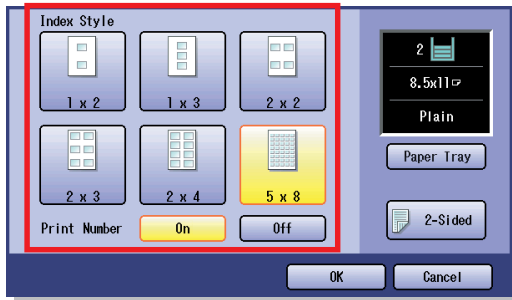 Index Style
1 x 2
1 x 3
2 x 2
2 x 3
2 x 4
5 x 8
Print Number
On
Off
2
8.5x11
Plain
Paper Tray
2-Sided
OK
Cancel